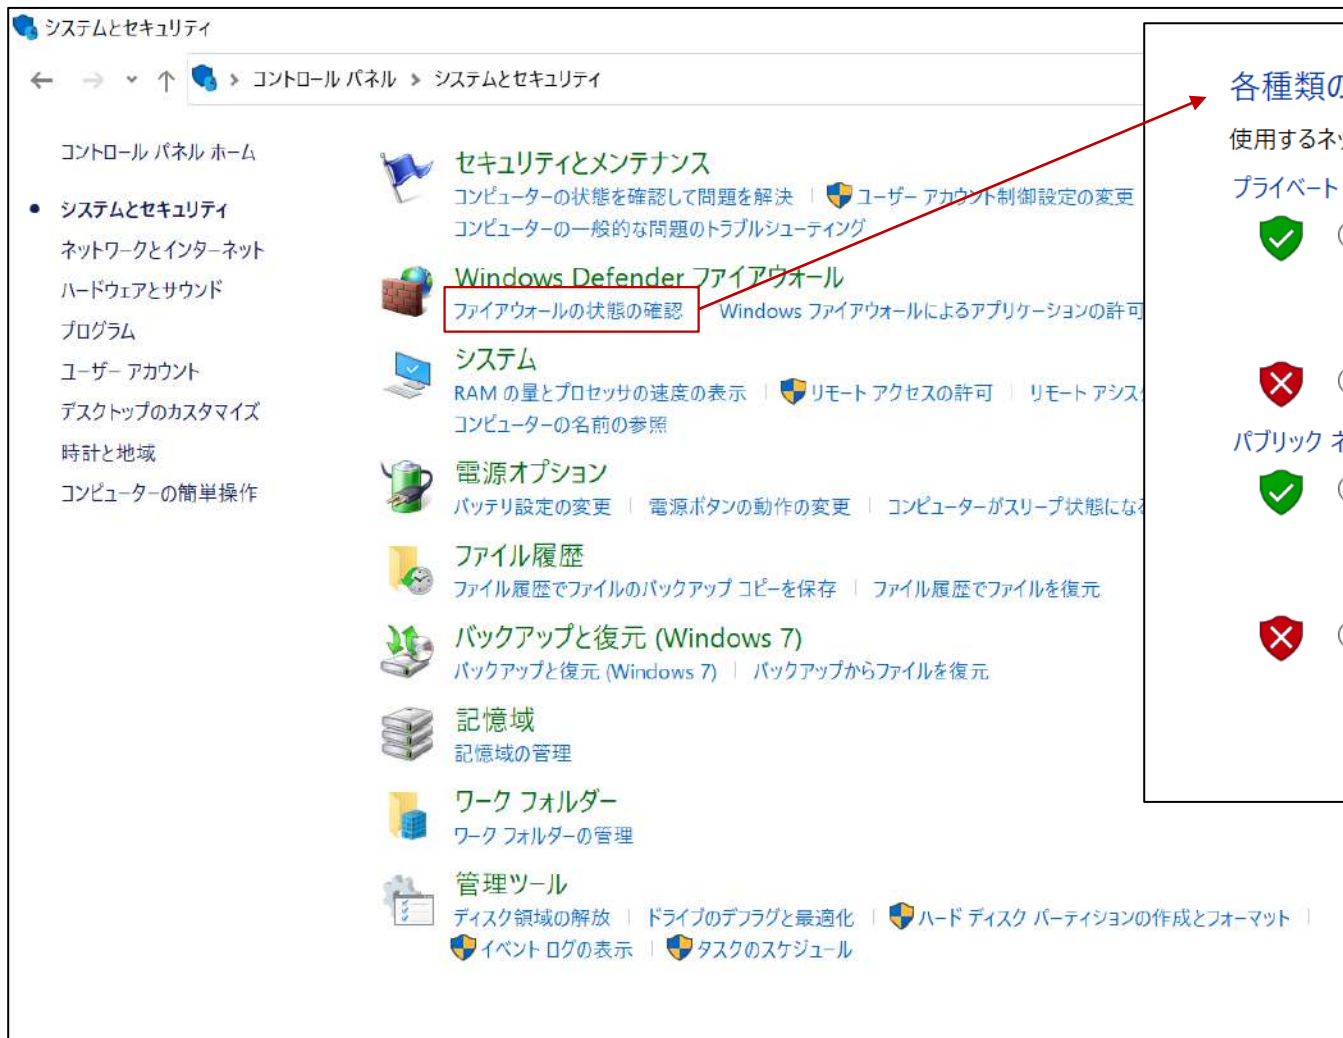 システムとセキュリティ
コントロール パネル > システムとセキュリティ
コントロール パネル ホーム
システムとセキュリティ
ネットワークとインターネット
ハードウェアとサウンド
プログラム
ユーザー アカウント
デスクトップのカスタマイズ
時計と地域
コンピューターの簡単操作
セキュリティとメンテナンス
コンピューターの状態を確認して問題を解決 ユーザー アカウント制御設定の変更
コンピューターの一般的な問題のトラブルシューティング
Windows Defender ファイアウォール
ファイアウォールの状態の確認 Windows ファイアウォールによるアプリケーションの許可
システム
RAM の量とプロセッサの速度の表示 リモート アクセスの許可 リモート アシス
コンピューターの名前の参照
電源オプション
バッテリ設定の変更 電源ボタンの動作の変更 コンピューターがスリープ状態にな
ファイル履歴
ファイル履歴でファイルのバックアップ コピーを保存 ファイル履歴でファイルを復元
バックアップと復元 (Windows 7)
バックアップと復元 (Windows 7) バックアップからファイルを復元
記憶域
記憶域の管理
ワーク フォルダー
ワーク フォルダーの管理
管理ツール
ディスク領域の解放 ドライブのデフラグと最適化 ハード ディスク パーティションの作成とフォーマット
イベント ログの表示 タスクのスケジュール
各種類の
使用するネッ
プライベート
パブリック ネ